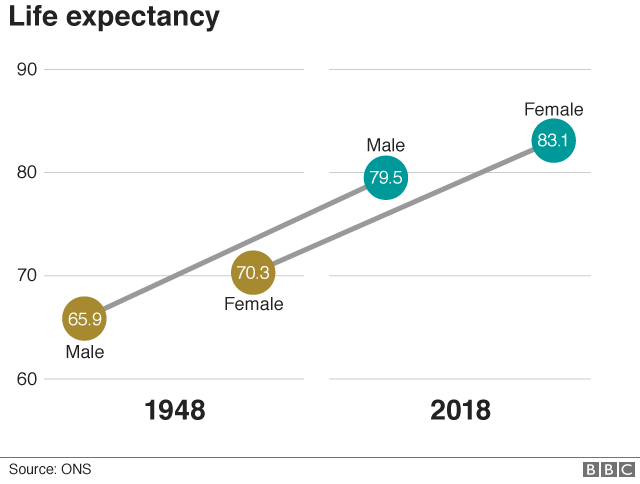 Life expectancy
90
Female
83.1
Male
80
79.5
70
70.3
Female
65.9
Male
60
1948
2018
Source: ONS
BBC